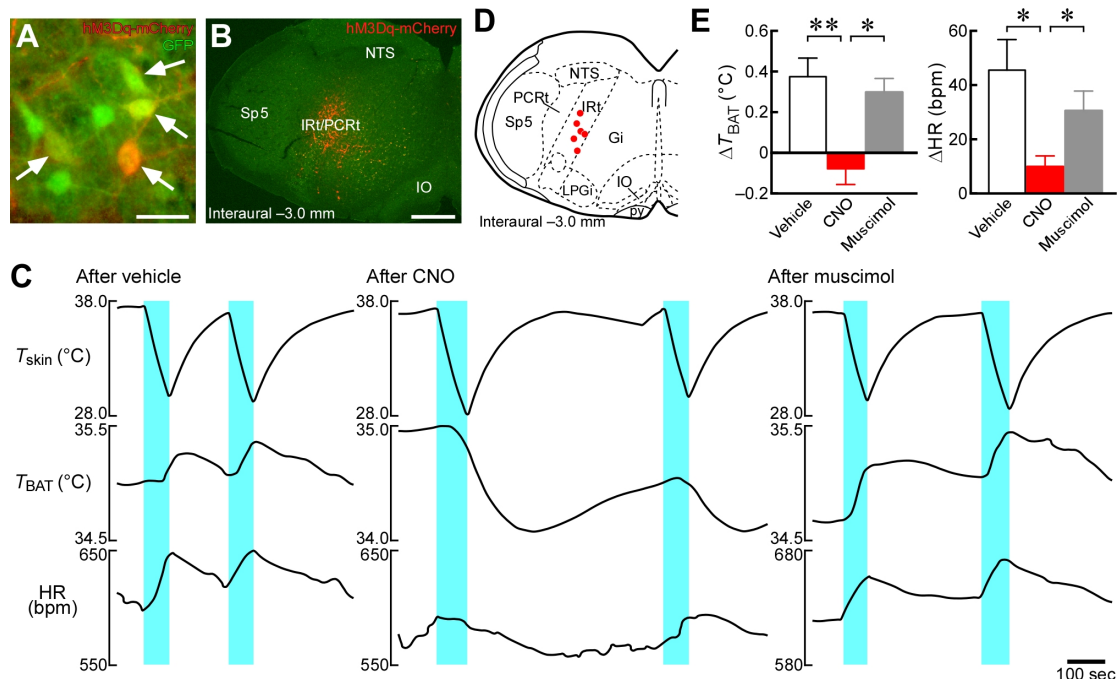 A
hM3Dq-mCherry
GFP
B
hM3Dq-mCherry
NTS
Sp5
IRt/PCRt
IO
Interaural –3.0 mm
D
NTS
PCRt
IRt
Sp5
Gi
LPGi
IO
py
Interaural –3.0 mm
E
** *
ΔTBAT (°C)
0.6
0.4
0.2
0
–0.2
Vehicle
CNO
Muscimol
* *
ΔHR (bpm)
60
40
20
0
Vehicle
CNO
Muscimol
C
After vehicle
After CNO
After muscimol
Tskin (°C)
38.0
28.0
38.0
28.0
38.0
28.0
TBAT (°C)
35.5
34.5
35.0
34.0
35.5
34.5
HR
(bpm)
650
550
650
550
680
580
100 sec